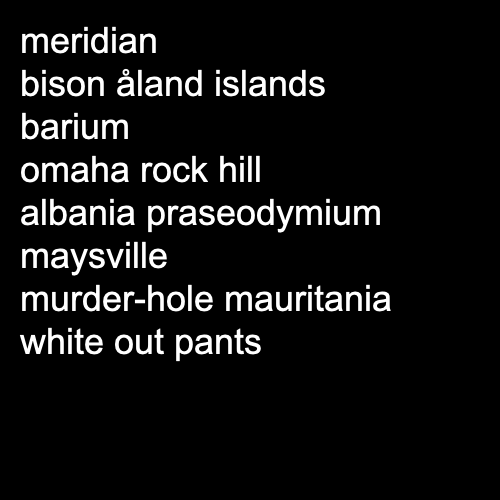 meridian
bison åland islands
barium
omaha rock hill
albania praseodymium
maysville
murder-hole mauritania
white out pants